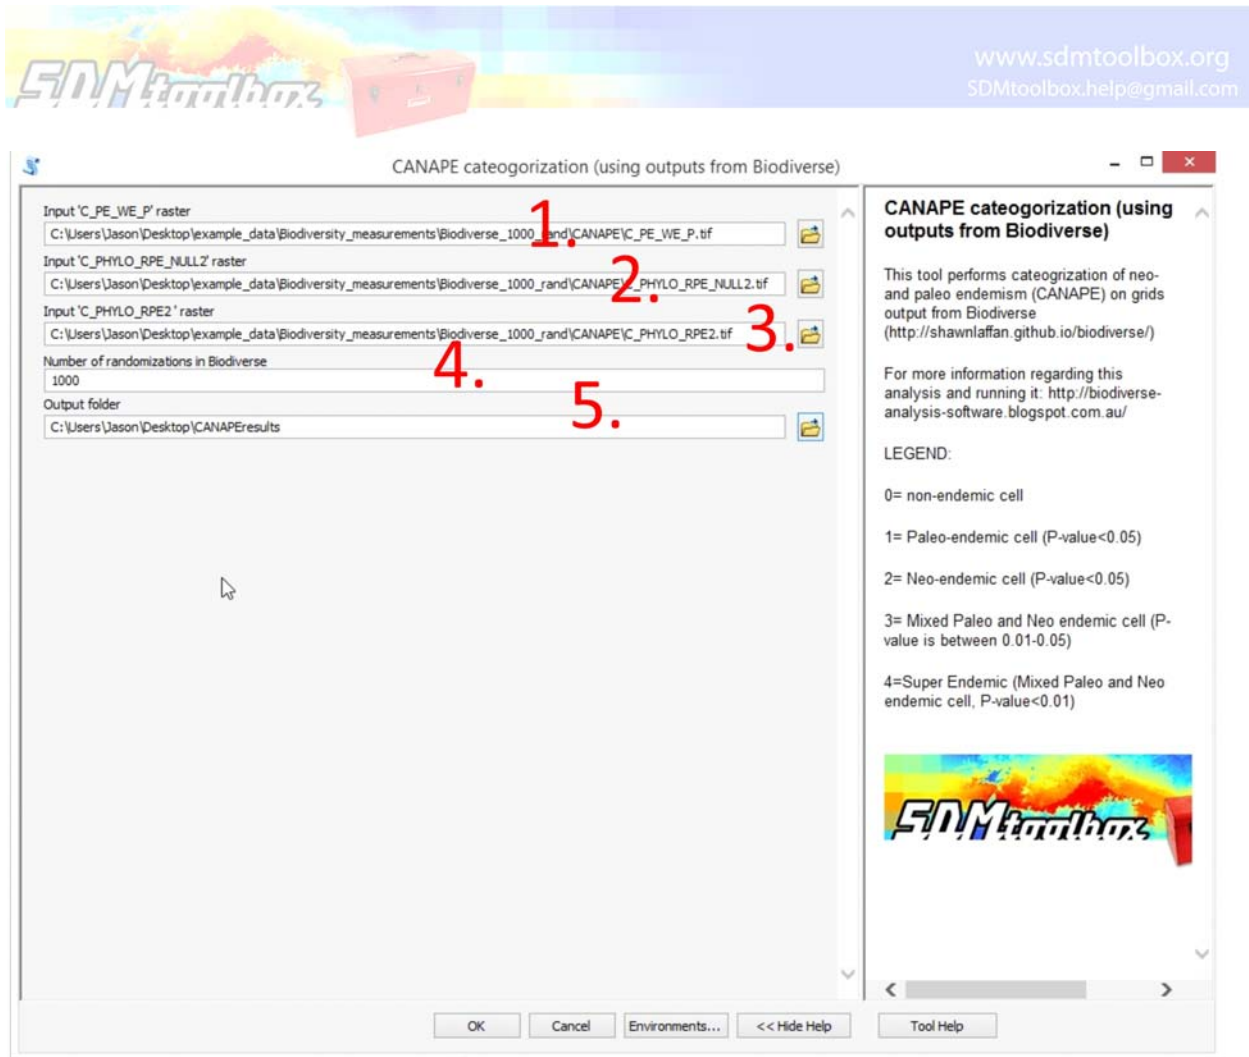 SDMtoolbox
www.sdmtoolbox.org
SDMtoolbox.help@gmail.com
CANAPE cateogorization (using outputs from Biodiverse)
Input 'C_PE_WE_P' raster
1.
C:\Users\Jason\Desktop\example_data\Biodiversity_measurements\Biodiverse_1000_rand\CANAPE\C_PE_WE_P.tif
Input 'C_PHYLO_RPE_NULL2' raster
2.
C:\Users\Jason\Desktop\example_data\Biodiversity_measurements\Biodiverse_1000_rand\CANAPE\C_PHYLO_RPE_NULL2.tif
Input 'C_PHYLO_RPE2 ' raster
3.
C:\Users\Jason\Desktop\example_data\Biodiversity_measurements\Biodiverse_1000_rand\CANAPE\C_PHYLO_RPE2.tif
Number of randomizations in Biodiverse
4.
1000
Output folder
5.
C:\Users\Jason\Desktop\CANAPEresults
CANAPE cateogorization (using
outputs from Biodiverse)
This tool performs cateogrization of neo-
and paleo endemism (CANAPE) on grids
output from Biodiverse
(http://shawnlaffan.github.io/biodiverse/)
For more information regarding this
analysis and running it: http://biodiverse-
analysis-software.blogspot.com.au/
LEGEND:
0= non-endemic cell
1= Paleo-endemic cell (P-value<0.05)
2= Neo-endemic cell (P-value<0.05)
3= Mixed Paleo and Neo endemic cell (P-
value is between 0.01-0.05)
4=Super Endemic (Mixed Paleo and Neo
endemic cell, P-value<0.01)
SDMtoolbox
OK
Cancel
Environments...
<< Hide Help
Tool Help